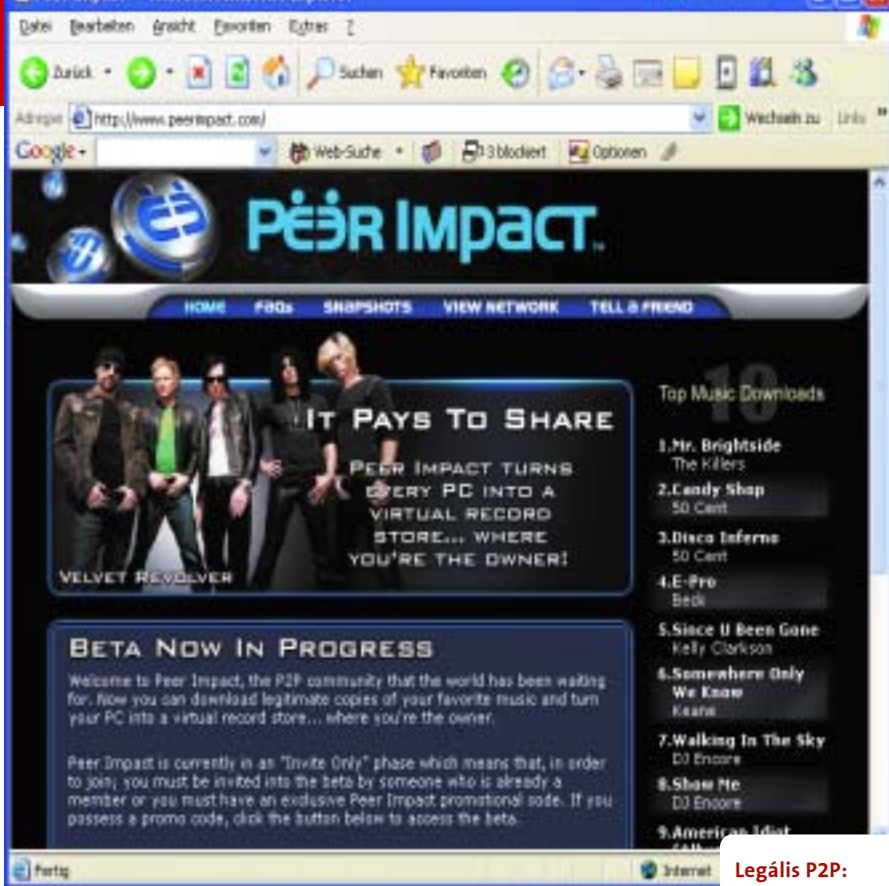 Datei Bearbeiten Ansicht Favoriten Extras ?
Zurück Suchen Favoriten
Adresse http://www.peerimpact.com/ Wechseln zu Links »
Google Web-Suche 3 blockiert Optionen
PEER IMPACT
HOME FAQs SNAPSHOTS VIEW NETWORK TELL A FRIEND
IT PAYS TO SHARE
PEER IMPACT TURNS
EVERY PC INTO A
VIRTUAL RECORD
STORE... WHERE
YOU'RE THE OWNER!
VELVET REVOLVER
BETA NOW IN PROGRESS
Welcome to Peer Impact, the P2P community that the world has been waiting
for. Now you can download legitimate copies of your favorite music and turn
your PC into a virtual record store... where you're the owner.
Peer Impact is currently in an "Invite Only" phase which means that, in order
to join; you must be invited into the beta by someone who is already a
member or you must have an exclusive Peer Impact promotional code. If you
possess a promo code, click the button below to access the beta.
10
Top Music Downloads
1.Mr. Brightside
The Killers
2.Candy Shop
50 Cent
3.Disco Inferno
50 Cent
4.E-Pro
Beck
5.Since U Been Gone
Kelly Clarkson
6.Somewhere Only
We Know
Keane
7.Walking In The Sky
DJ Encore
8.Show Me
DJ Encore
9.American Idiot
Fertig Internet
Legális P2P: